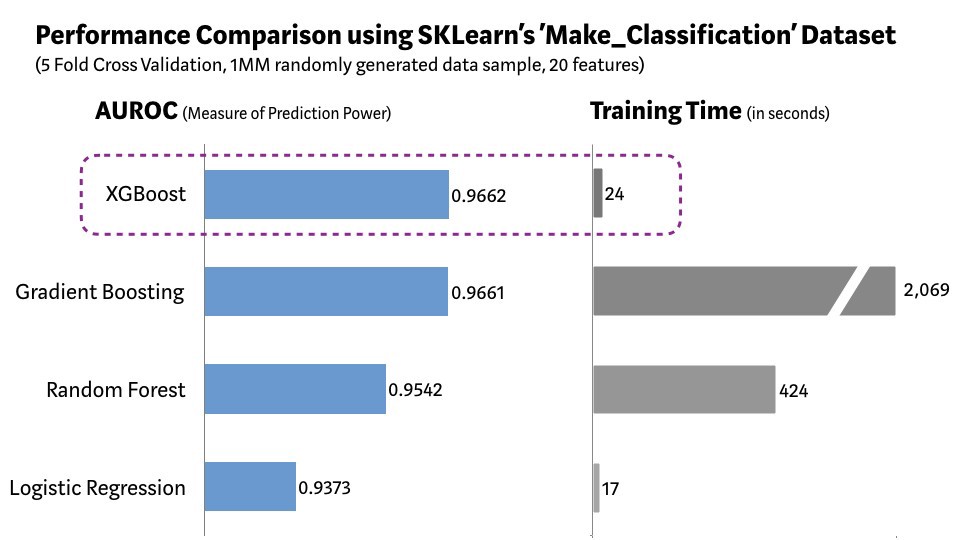 Performance Comparison using SKLearn's 'Make_Classification' Dataset
(5 Fold Cross Validation, 1MM randomly generated data sample, 20 features)
AUROC (Measure of Prediction Power)
Training Time (in seconds)
XGBoost 0.9662 24
Gradient Boosting 0.9661 2,069
Random Forest 0.9542 424
Logistic Regression 0.9373 17